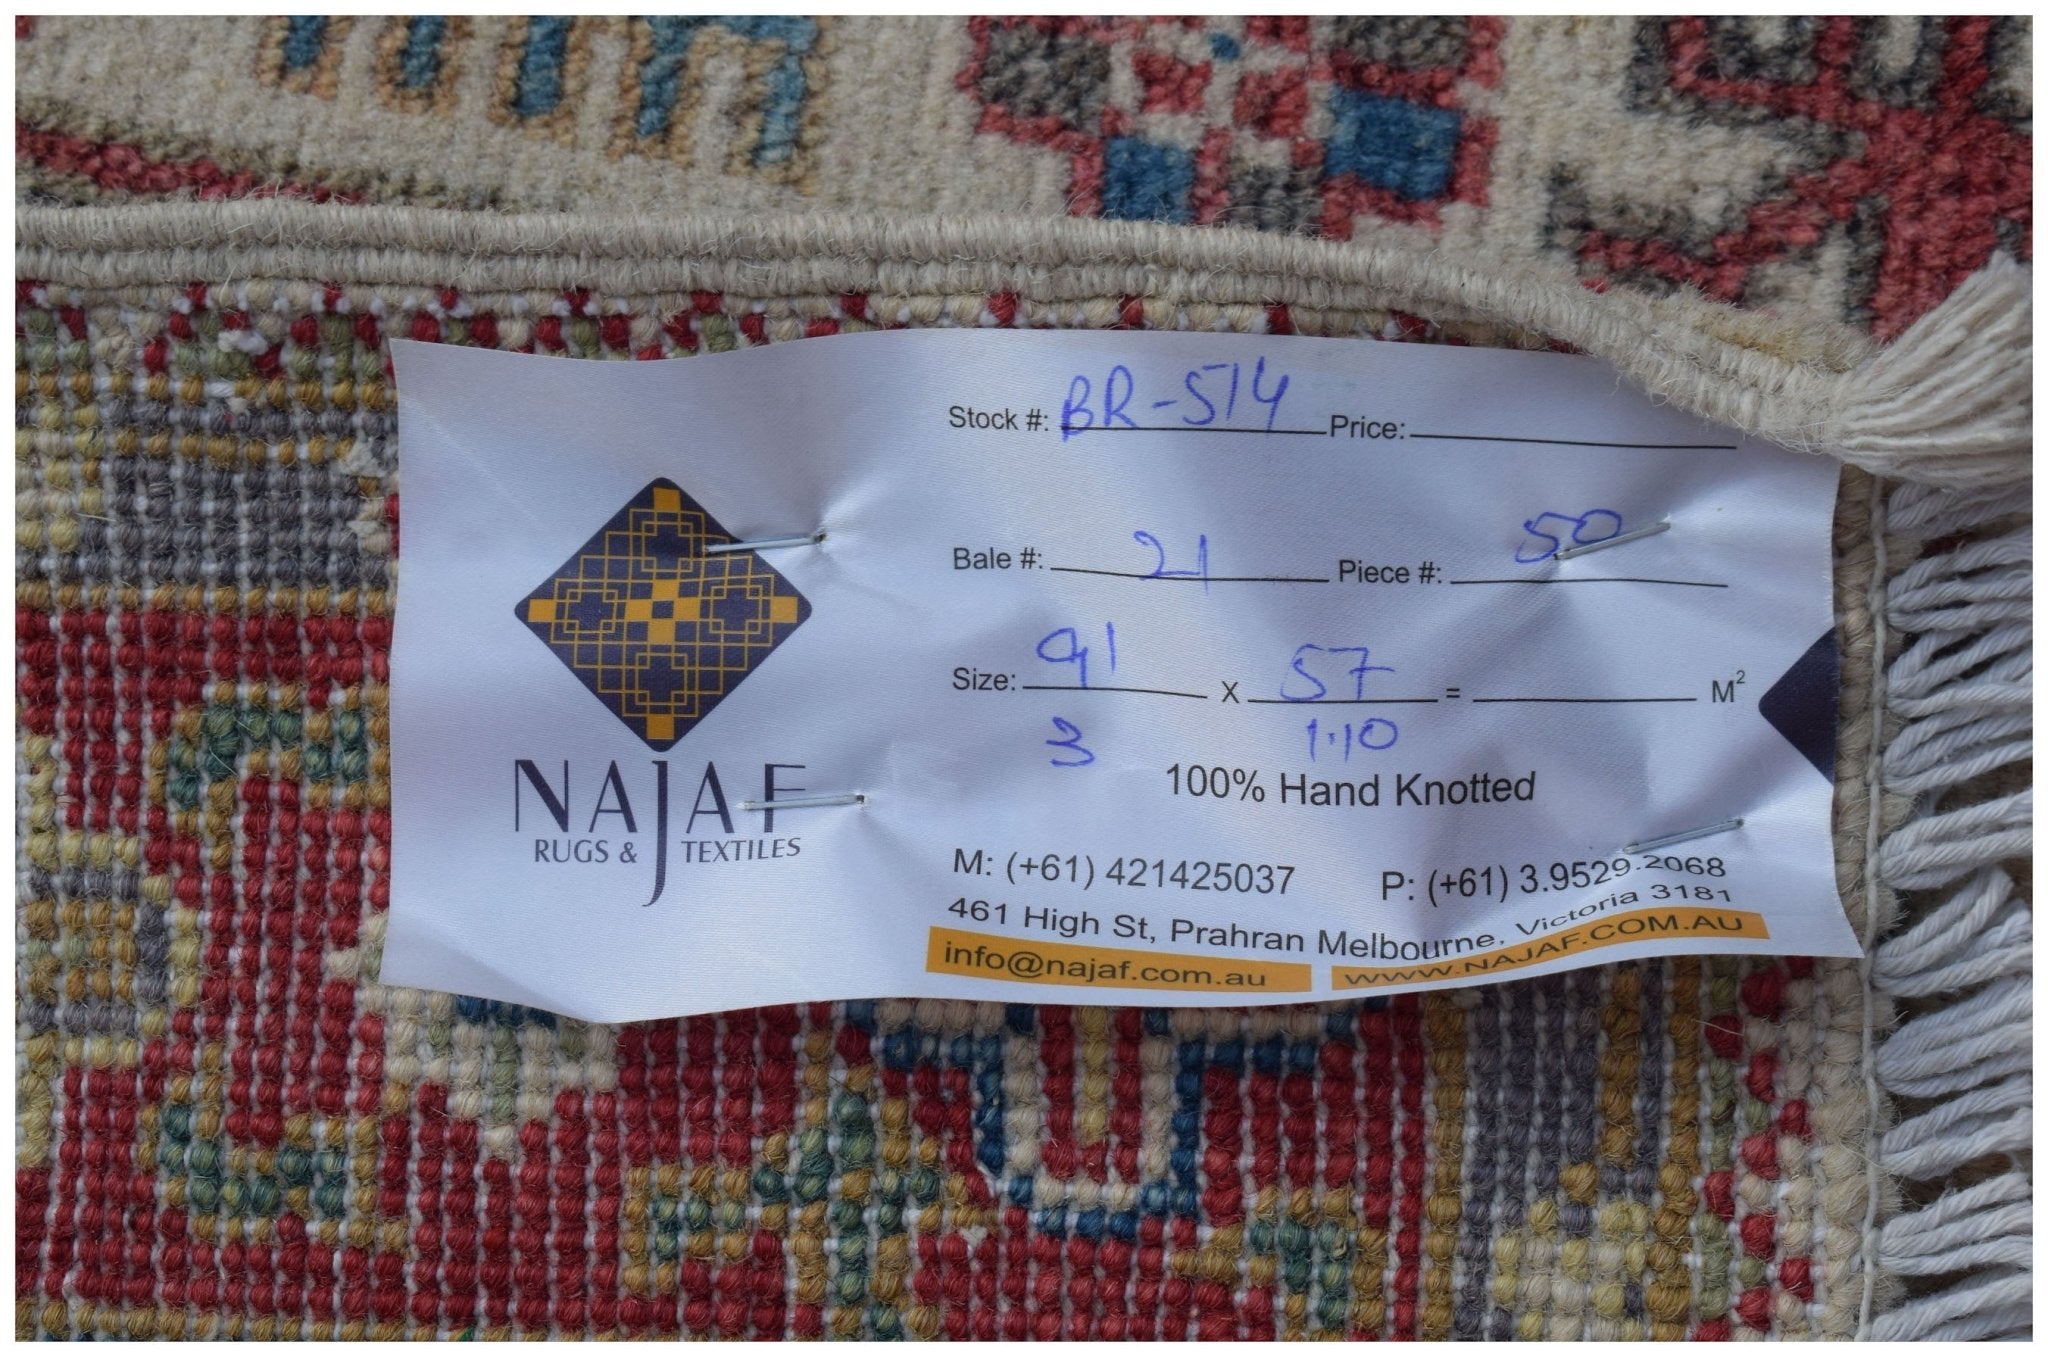 Stock #: BR-514 Price:
Bale #: 21 Piece #: 50
Size: 91 X 57 = M²
3 1.10
100% Hand Knotted
NAJAF
RUGS & TEXTILES
M: (+61) 421425037 P: (+61) 3.9529.2068
461 High St, Prahran Melbourne, Victoria 3181
info@najaf.com.au WWW.NAJAF.COM.AU